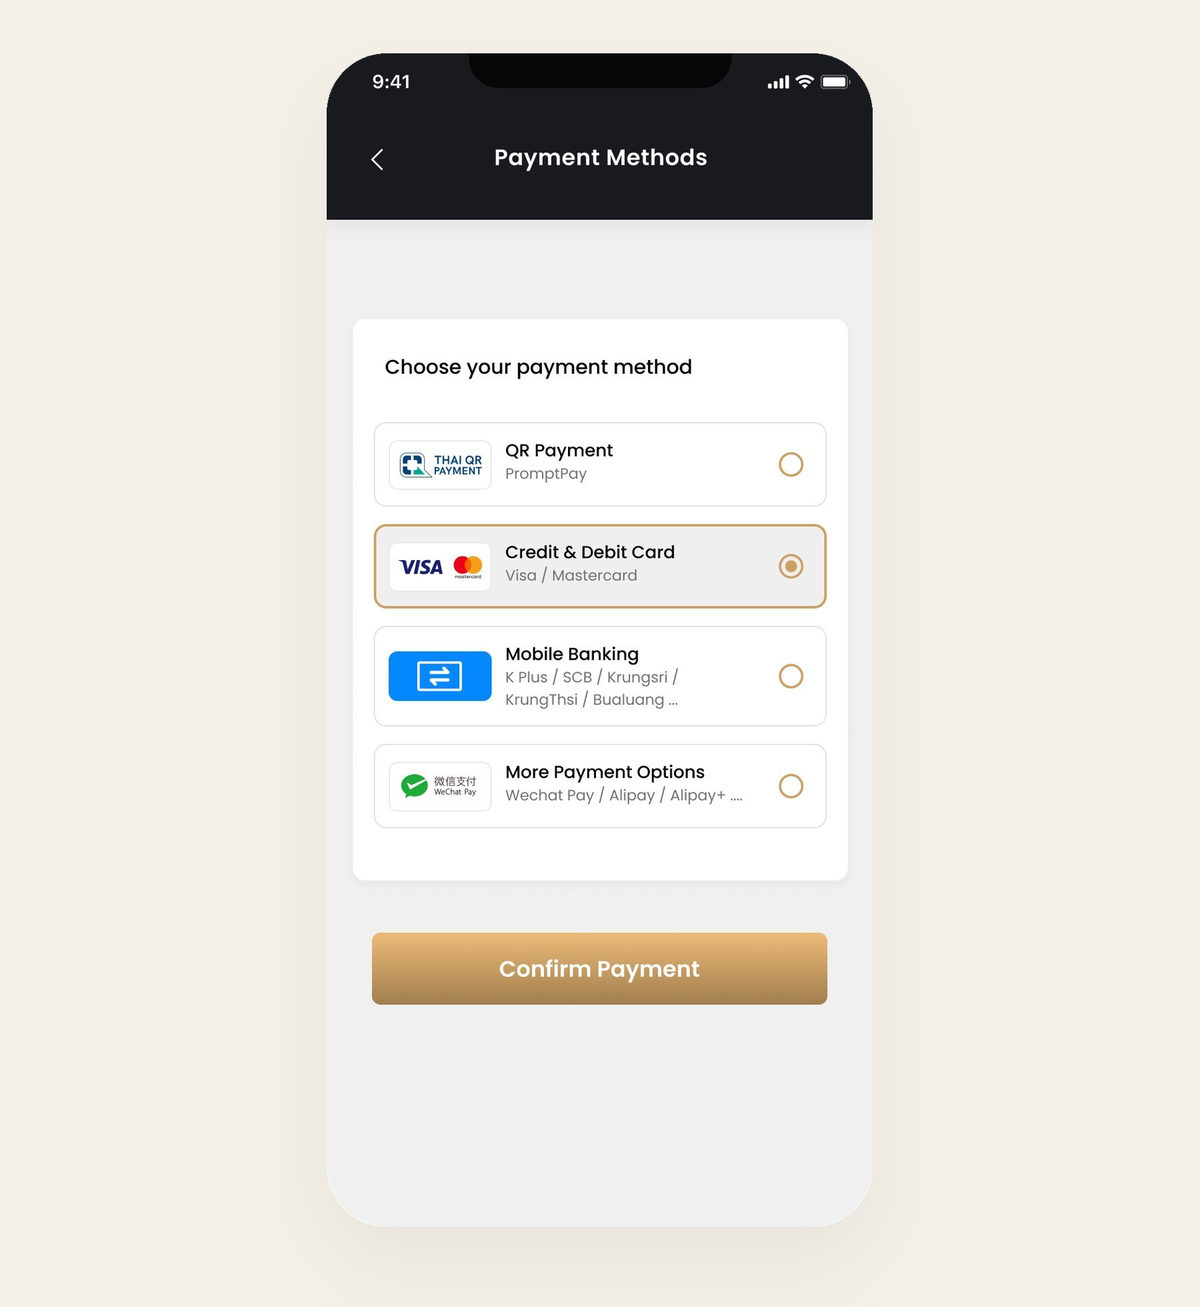 9:41
Payment Methods
Choose your payment method
THAI QR
PAYMENT
QR Payment
PromptPay
VISA
mastercard
Credit & Debit Card
Visa / Mastercard
Mobile Banking
K Plus / SCB / Krungsri /
KrungThsi / Bualuang ...
微信支付
WeChat Pay
More Payment Options
Wechat Pay / Alipay / Alipay+ ....
Confirm Payment